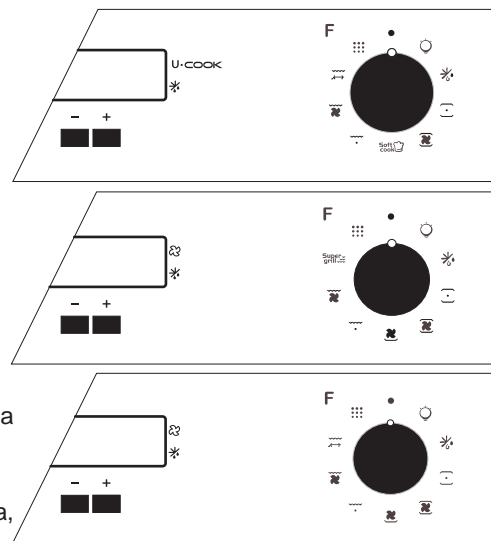 F
U·COOK
- +
Soft
cook
F
Super
grill
- +
a
F
- +
a,